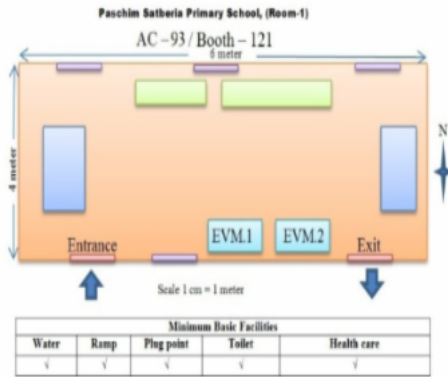 Paschim Satberia Primary School, (Room-1)
AC –93 / Booth – 121
6 meter
4 meter
N
EVM.1 EVM.2
Entrance Exit
Scale 1 cm = 1 meter
Minimum Basic Facilities
Water Ramp Plug point Toilet Health care
√ √ √ √ √